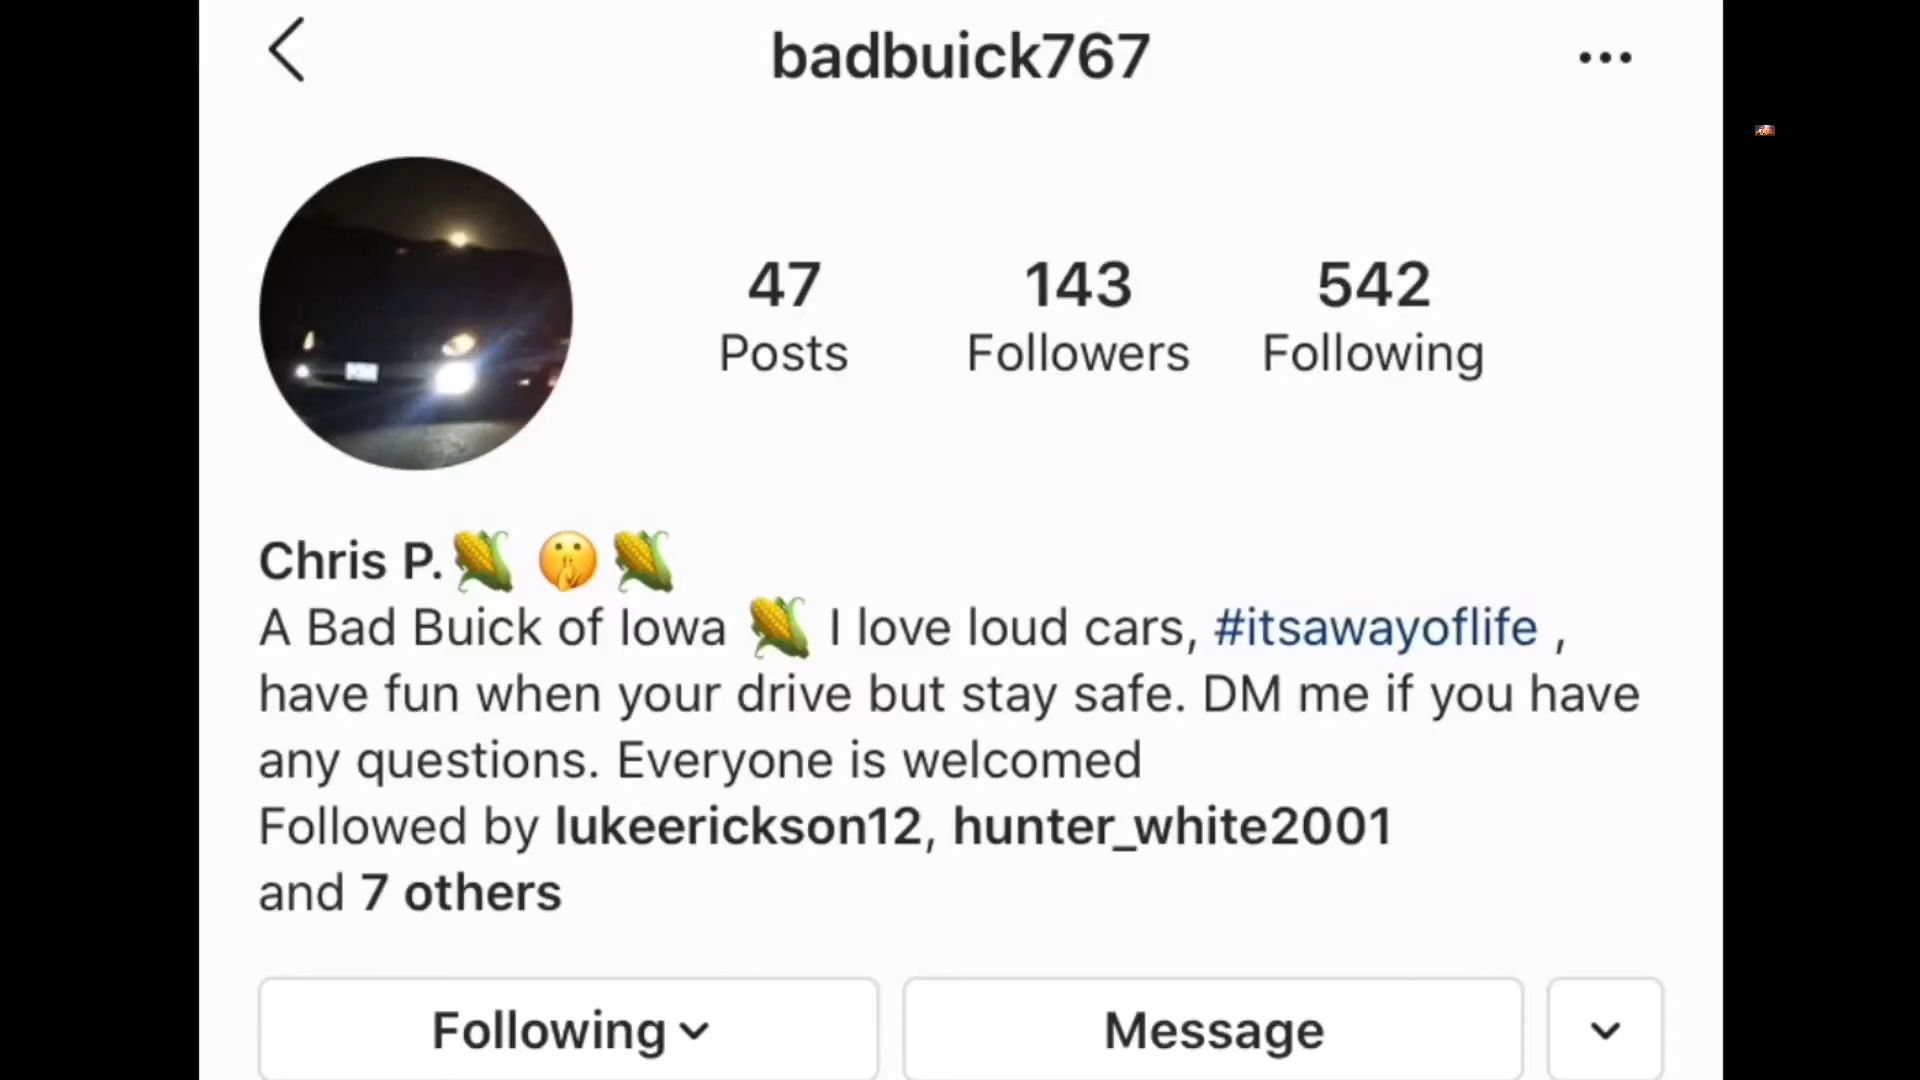 badbuick767
47 143 542
Posts Followers Following
Chris P.🌽 🤫 🌽
A Bad Buick of Iowa 🌽 I love loud cars, #itsawayoflife ,
have fun when your drive but stay safe. DM me if you have
any questions. Everyone is welcomed
Followed by lukeerickson12, hunter_white2001
and 7 others
Following Message